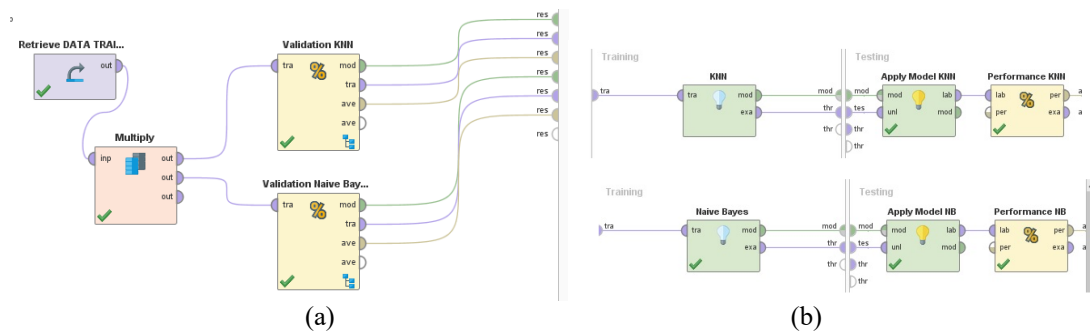 Retrieve DATA TRAI...
out
Multiply
inp
out
out
out
Validation KNN
tra
mod
tra
ave
ave
Validation Naive Bay...
tra
mod
tra
ave
ave
res
res
res
res
res
res
res
(a)
Training
Testing
tra
KNN
tra
mod
exa
mod
thr
thr
mod
tes
thr
Apply Model KNN
mod
unl
lab
mod
Performance KNN
lab
per
per
exa
a
a
Training
Testing
tra
Naive Bayes
tra
mod
exa
mod
thr
thr
mod
tes
thr
thr
Apply Model NB
mod
unl
lab
mod
Performance NB
lab
per
per
exa
a
a
(b)